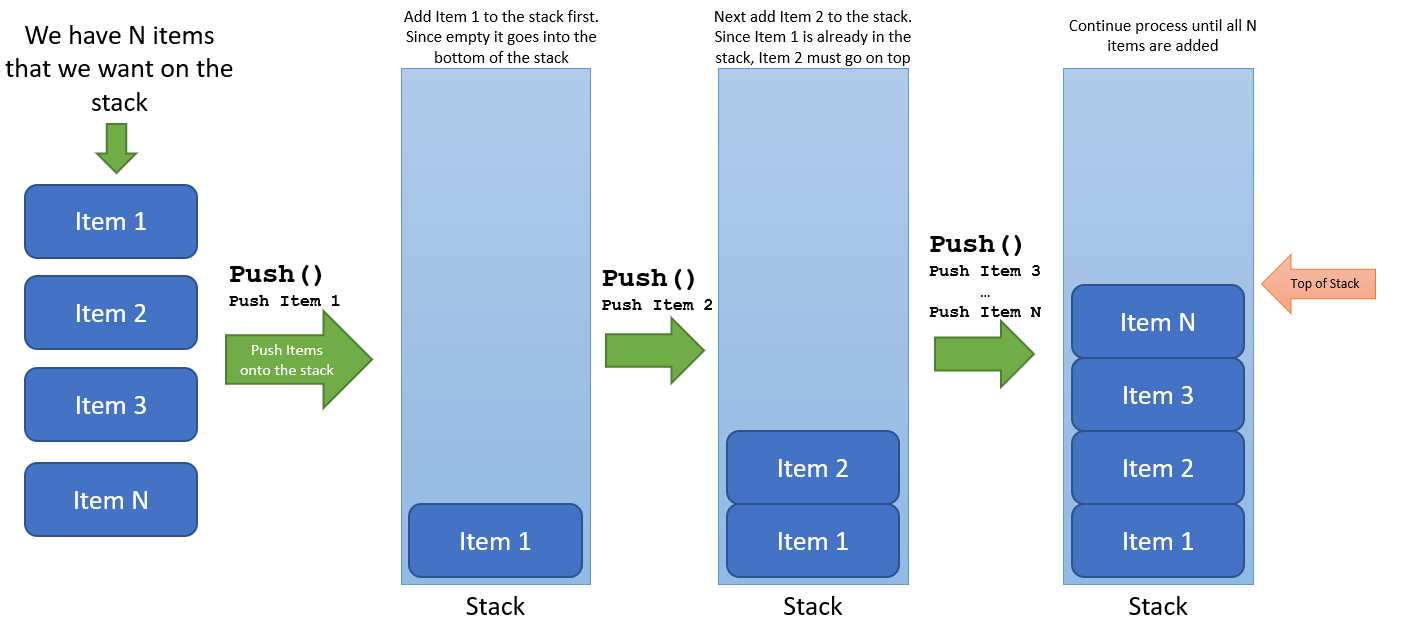 We have N items
that we want on the
stack
Item 1
Item 2
Item 3
Item N
Push()
Push Item 1
Push Items
onto the stack
Add Item 1 to the stack first.
Since empty it goes into the
bottom of the stack
Item 1
Stack
Push()
Push Item 2
Next add Item 2 to the stack.
Since Item 1 is already in the
stack, Item 2 must go on top
Item 2
Item 1
Stack
Push()
Push Item 3
…
Push Item N
Continue process until all N
items are added
Item N
Item 3
Item 2
Item 1
Stack
Top of Stack